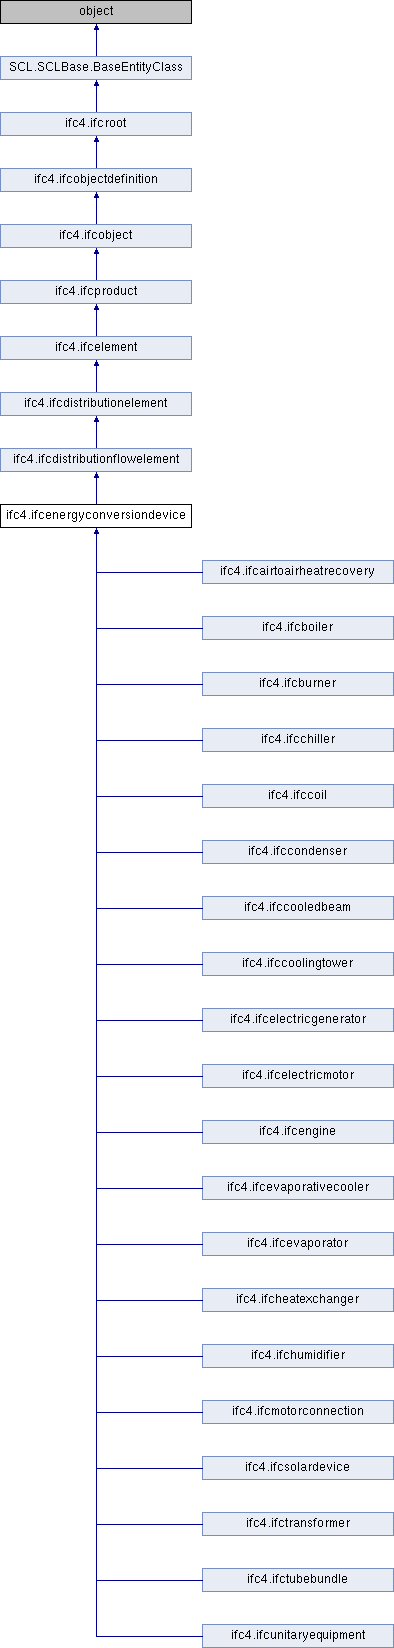 object
SCL.SCLBase.BaseEntityClass
ifc4.ifcroot
ifc4.ifcobjectdefinition
ifc4.ifcobject
ifc4.ifcproduct
ifc4.ifcelement
ifc4.ifcdistributionelement
ifc4.ifcdistributionflowelement
ifc4.ifcenergyconversiondevice
ifc4.ifcairtoairheatrecovery
ifc4.ifcboiler
ifc4.ifcburner
ifc4.ifcchiller
ifc4.ifccoil
ifc4.ifccondenser
ifc4.ifccooledbeam
ifc4.ifccoolingtower
ifc4.ifcelectricgenerator
ifc4.ifcelectricmotor
ifc4.ifcengine
ifc4.ifcevaporativecooler
ifc4.ifcevaporator
ifc4.ifcheatexchanger
ifc4.ifchumidifier
ifc4.ifcmotorconnection
ifc4.ifcsolardevice
ifc4.ifctransformer
ifc4.ifctubebundle
ifc4.ifcunitaryequipment